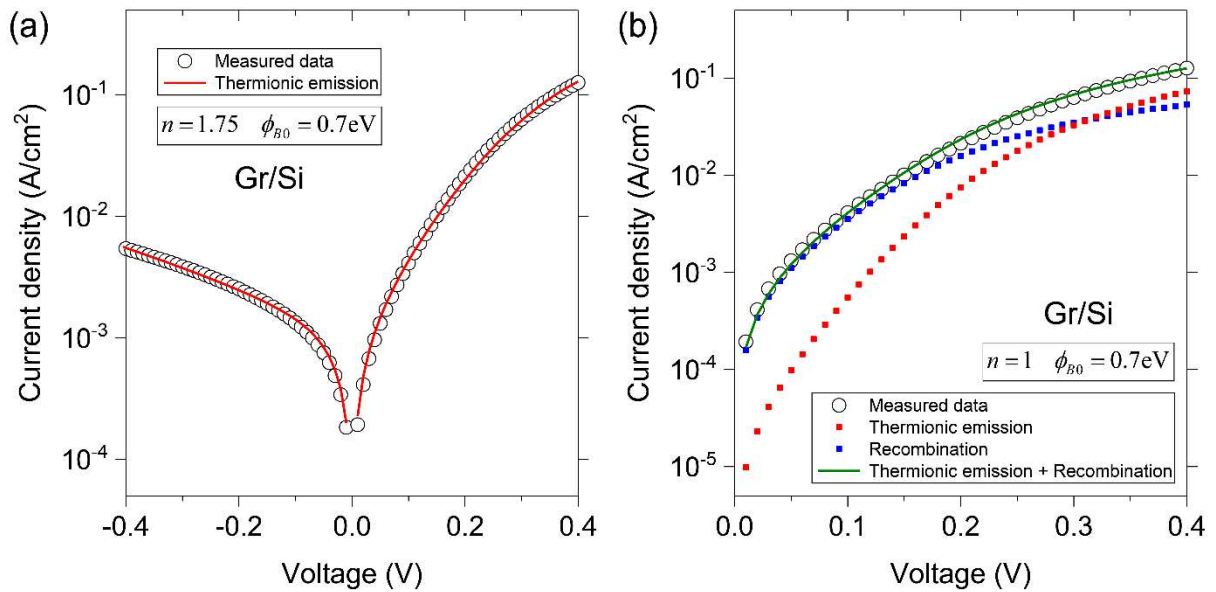 (a)
Measured data
Thermionic emission
n = 1.75 ϕB0 = 0.7eV
Gr/Si
Current density (A/cm²)
10⁻¹
10⁻²
10⁻³
10⁻⁴
-0.4 -0.2 0.0 0.2 0.4
Voltage (V)
(b)
Current density (A/cm²)
10⁻¹
10⁻²
10⁻³
10⁻⁴
10⁻⁵
Gr/Si
n = 1 ϕB0 = 0.7eV
Measured data
Thermionic emission
Recombination
Thermionic emission + Recombination
0.0 0.1 0.2 0.3 0.4
Voltage (V)